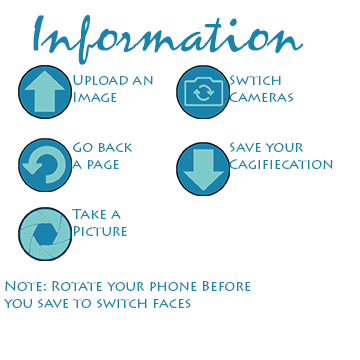 Information
Upload an
Image
Swtich
Cameras
Go back
a page
Save your
Cagifiecation
Take a
Picture
Note: Rotate your phone Before
you save to switch faces